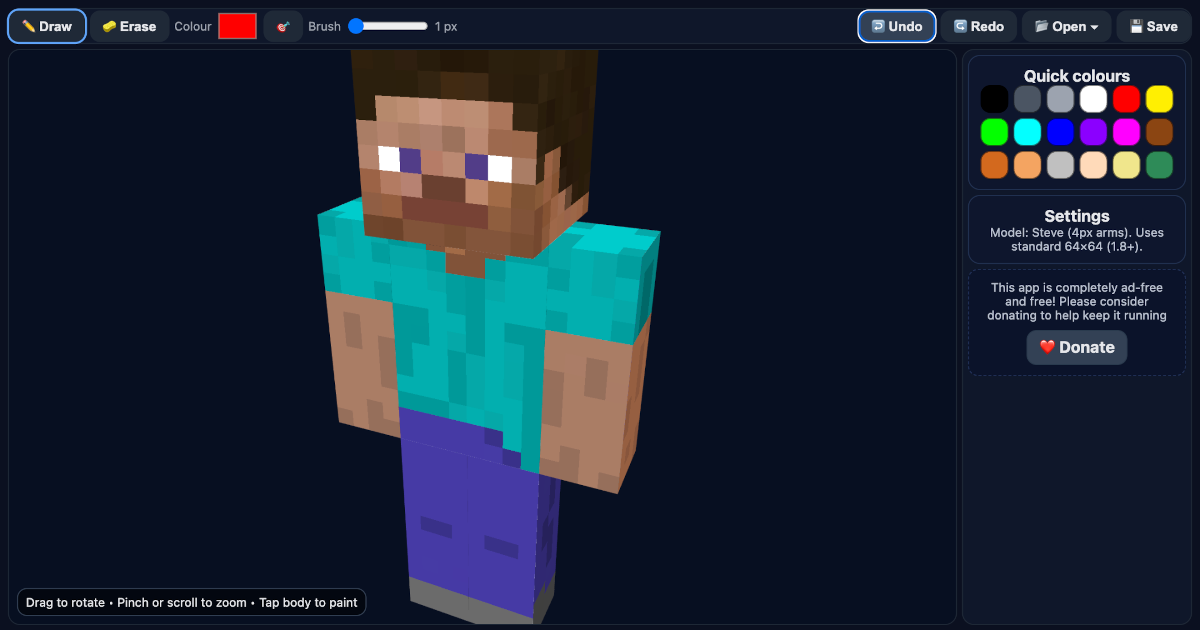 Draw
Erase
Colour
Brush
1 px
Undo
Redo
Open
Save
Quick colours
Settings
Model: Steve (4px arms). Uses
standard 64×64 (1.8+).
This app is completely ad-free
and free! Please consider
donating to help keep it running
Donate
Drag to rotate • Pinch or scroll to zoom • Tap body to paint